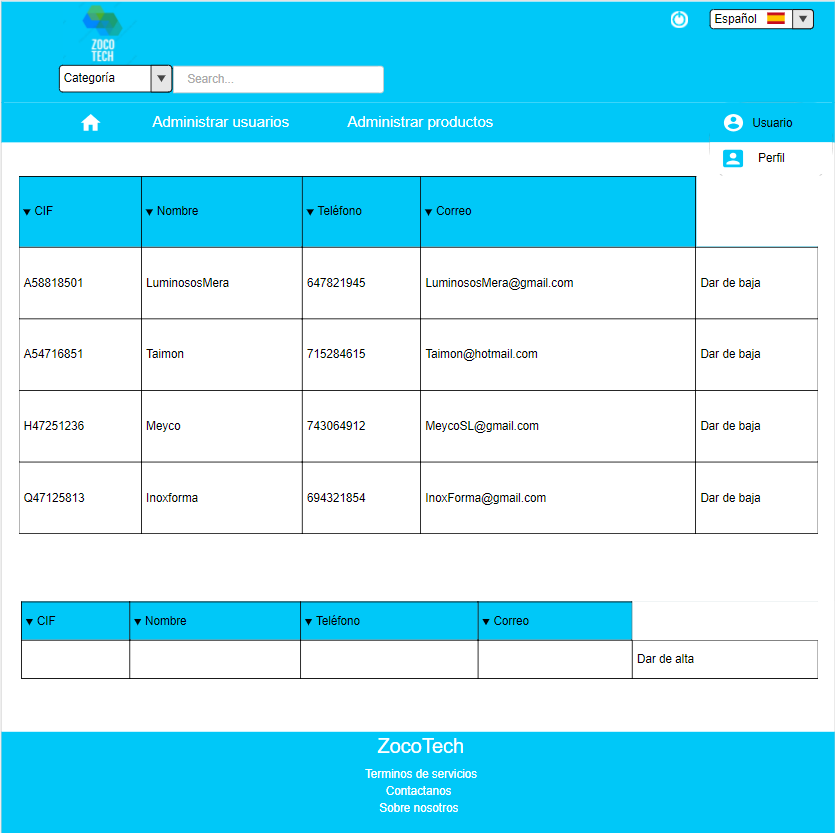 Español
ZOCO
TECH
Categoría Search...
Administrar usuarios Administrar productos Usuario
Perfil
▼ CIF ▼ Nombre ▼ Teléfono ▼ Correo
A58818501 LuminososMera 647821945 LuminososMera@gmail.com Dar de baja
A54716851 Taimon 715284615 Taimon@hotmail.com Dar de baja
H47251236 Meyco 743064912 MeycoSL@gmail.com Dar de baja
Q47125813 Inoxforma 694321854 InoxForma@gmail.com Dar de baja
▼ CIF ▼ Nombre ▼ Teléfono ▼ Correo
Dar de alta
ZocoTech
Terminos de servicios
Contactanos
Sobre nosotros